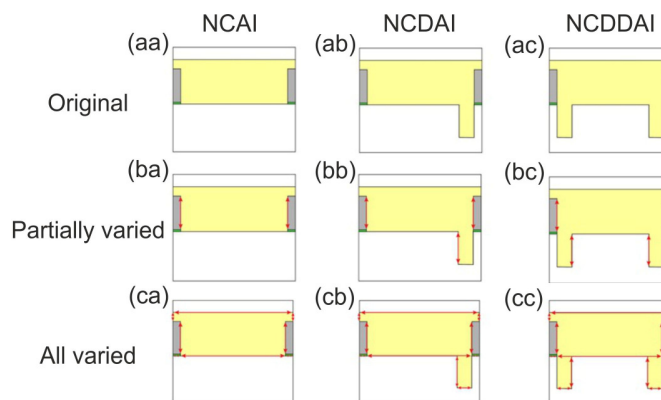 NCAI NCDAI NCDDAI
(aa) (ab) (ac)
Original
(ba) (bb) (bc)
Partially varied
(ca) (cb) (cc)
All varied